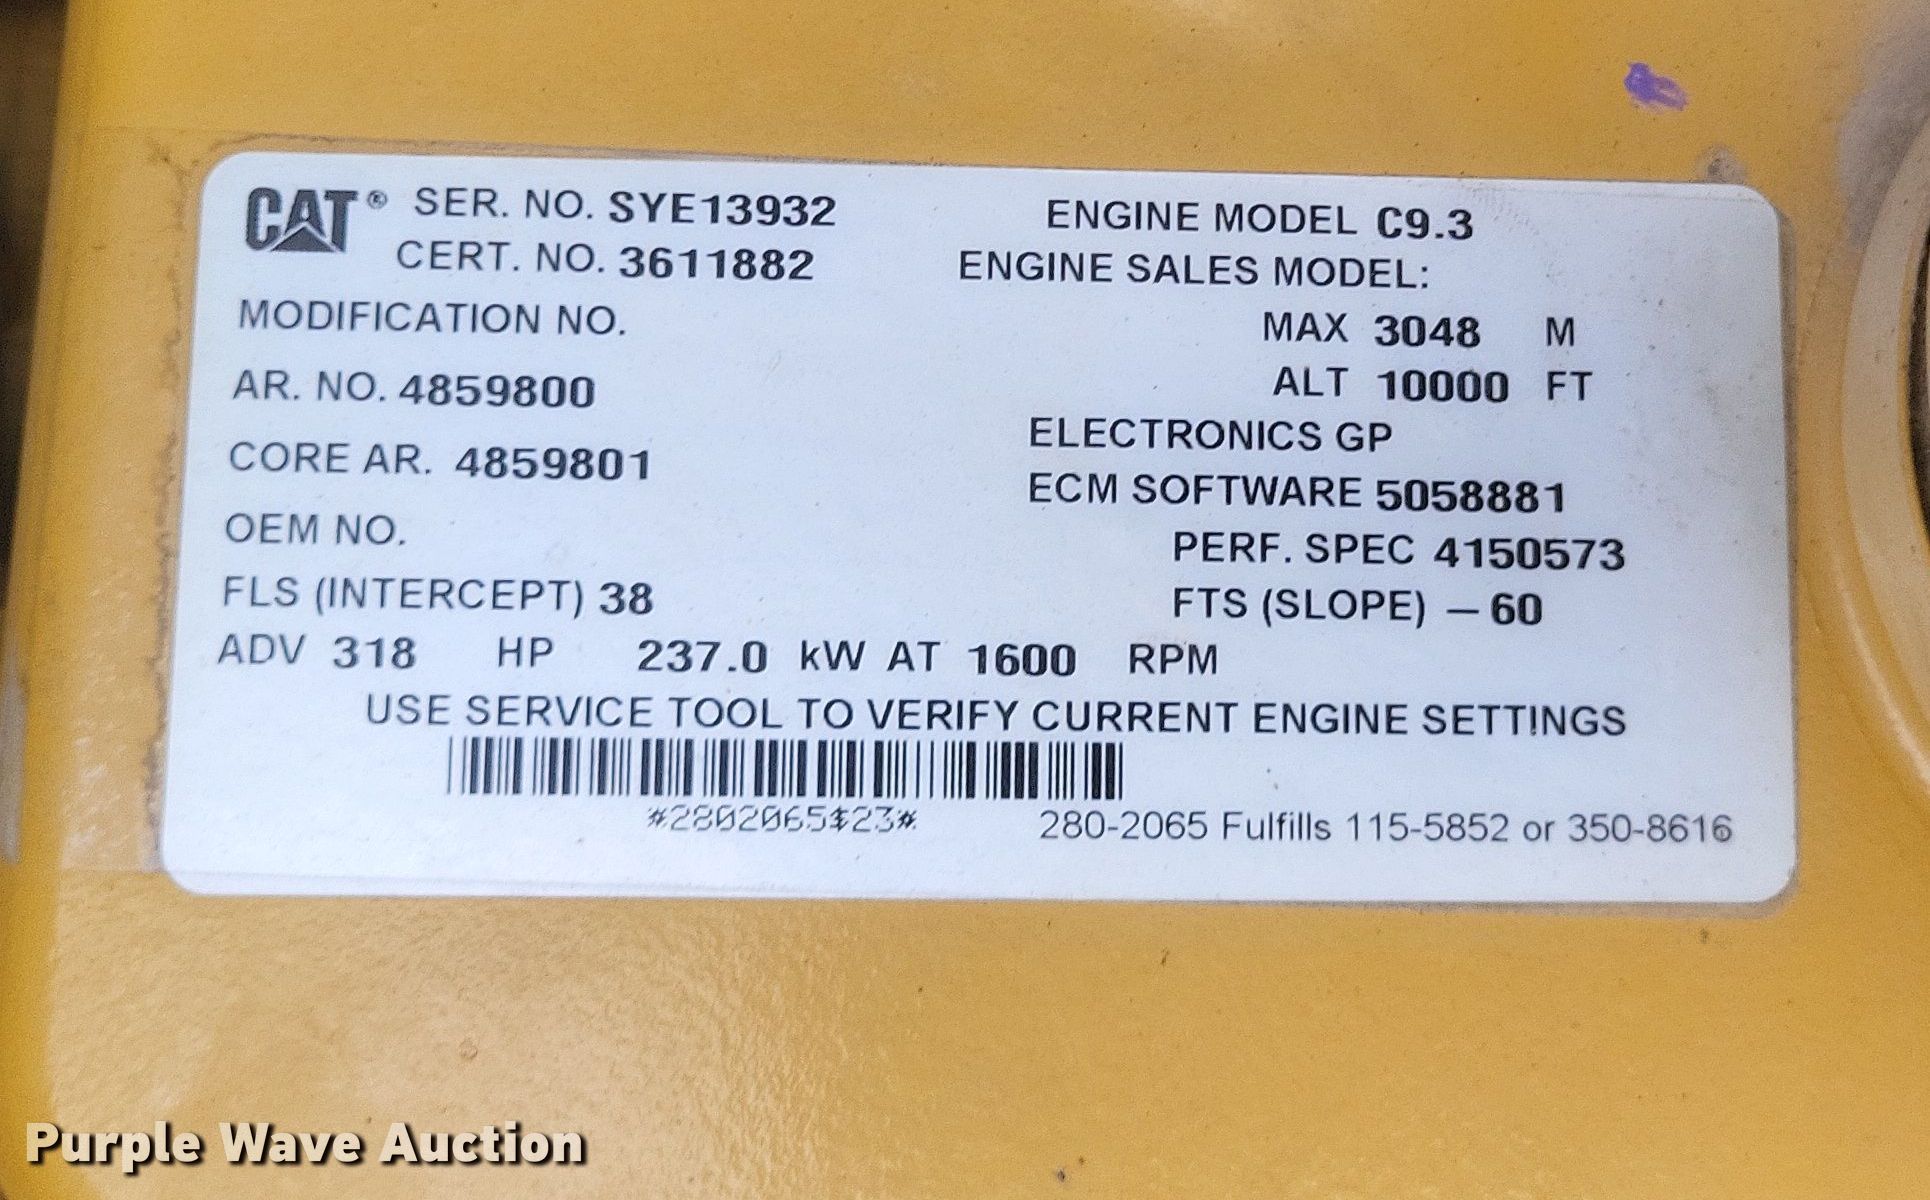 CAT® SER. NO. SYE13932
CERT. NO. 3611882
MODIFICATION NO.
AR. NO. 4859800
CORE AR. 4859801
OEM NO.
FLS (INTERCEPT) 38
ENGINE MODEL C9.3
ENGINE SALES MODEL:
MAX 3048 M
ALT 10000 FT
ELECTRONICS GP
ECM SOFTWARE 5058881
PERF. SPEC 4150573
FTS (SLOPE) –60
ADV 318 HP 237.0 kW AT 1600 RPM
USE SERVICE TOOL TO VERIFY CURRENT ENGINE SETTINGS
*2802065$23*
280-2065 Fulfills 115-5852 or 350-8616
Purple Wave Auction